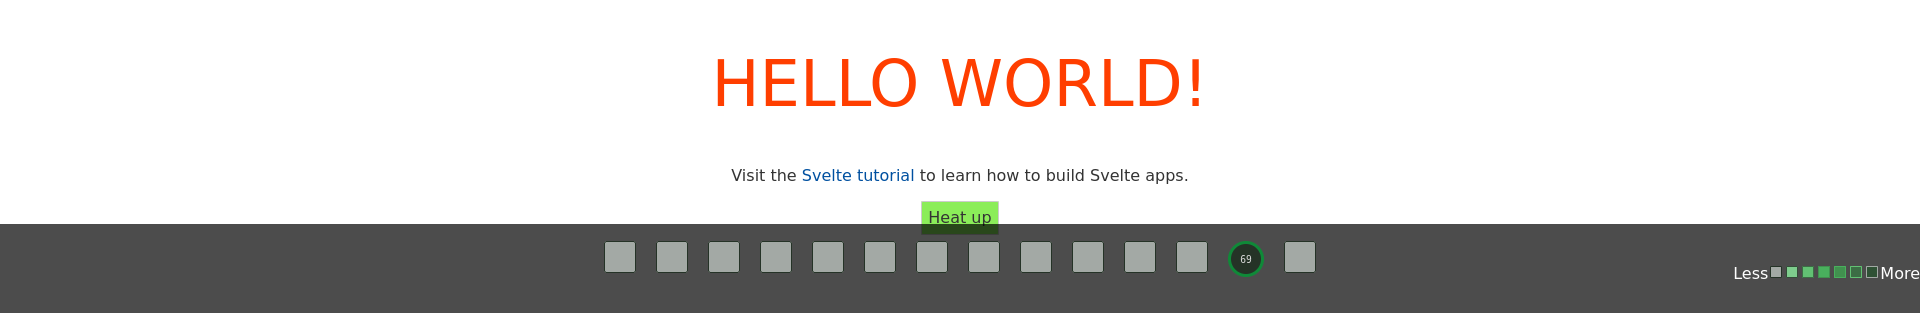 HELLO WORLD!
Visit the Svelte tutorial to learn how to build Svelte apps.
Heat up
69
Less More